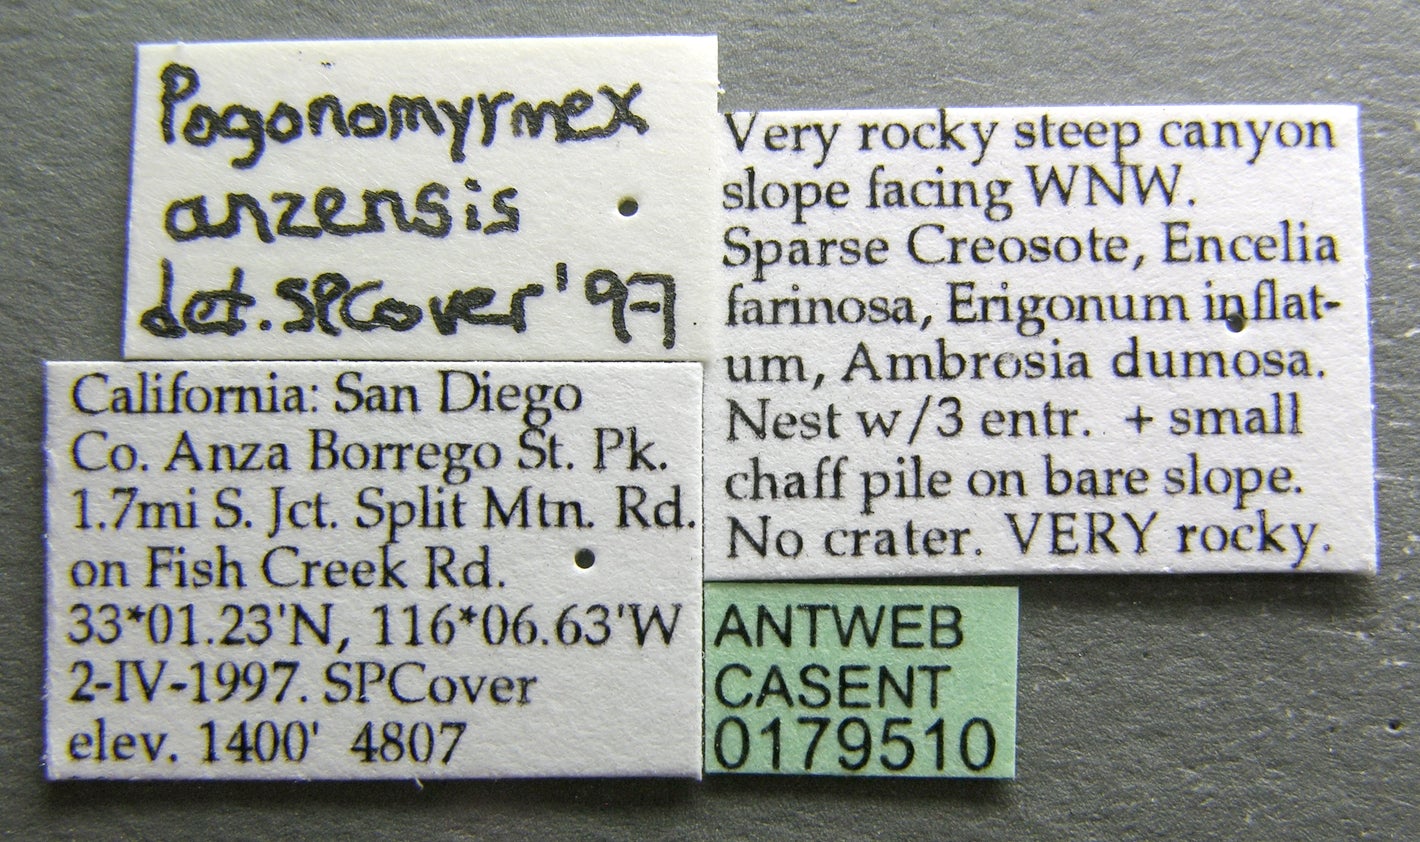 Pogonomyrmex
anzensis
det. SPCover '97
California: San Diego
Co. Anza Borrego St. Pk.
1.7mi S. Jct. Split Mtn. Rd.
on Fish Creek Rd.
33*01.23'N, 116*06.63'W
2-IV-1997. SPCover
elev. 1400' 4807
Very rocky steep canyon
slope facing WNW.
Sparse Creosote, Encelia
farinosa, Erigonum inflat-
um, Ambrosia dumosa.
Nest w/3 entr. + small
chaff pile on bare slope.
No crater. VERY rocky.
ANTWEB
CASENT
0179510